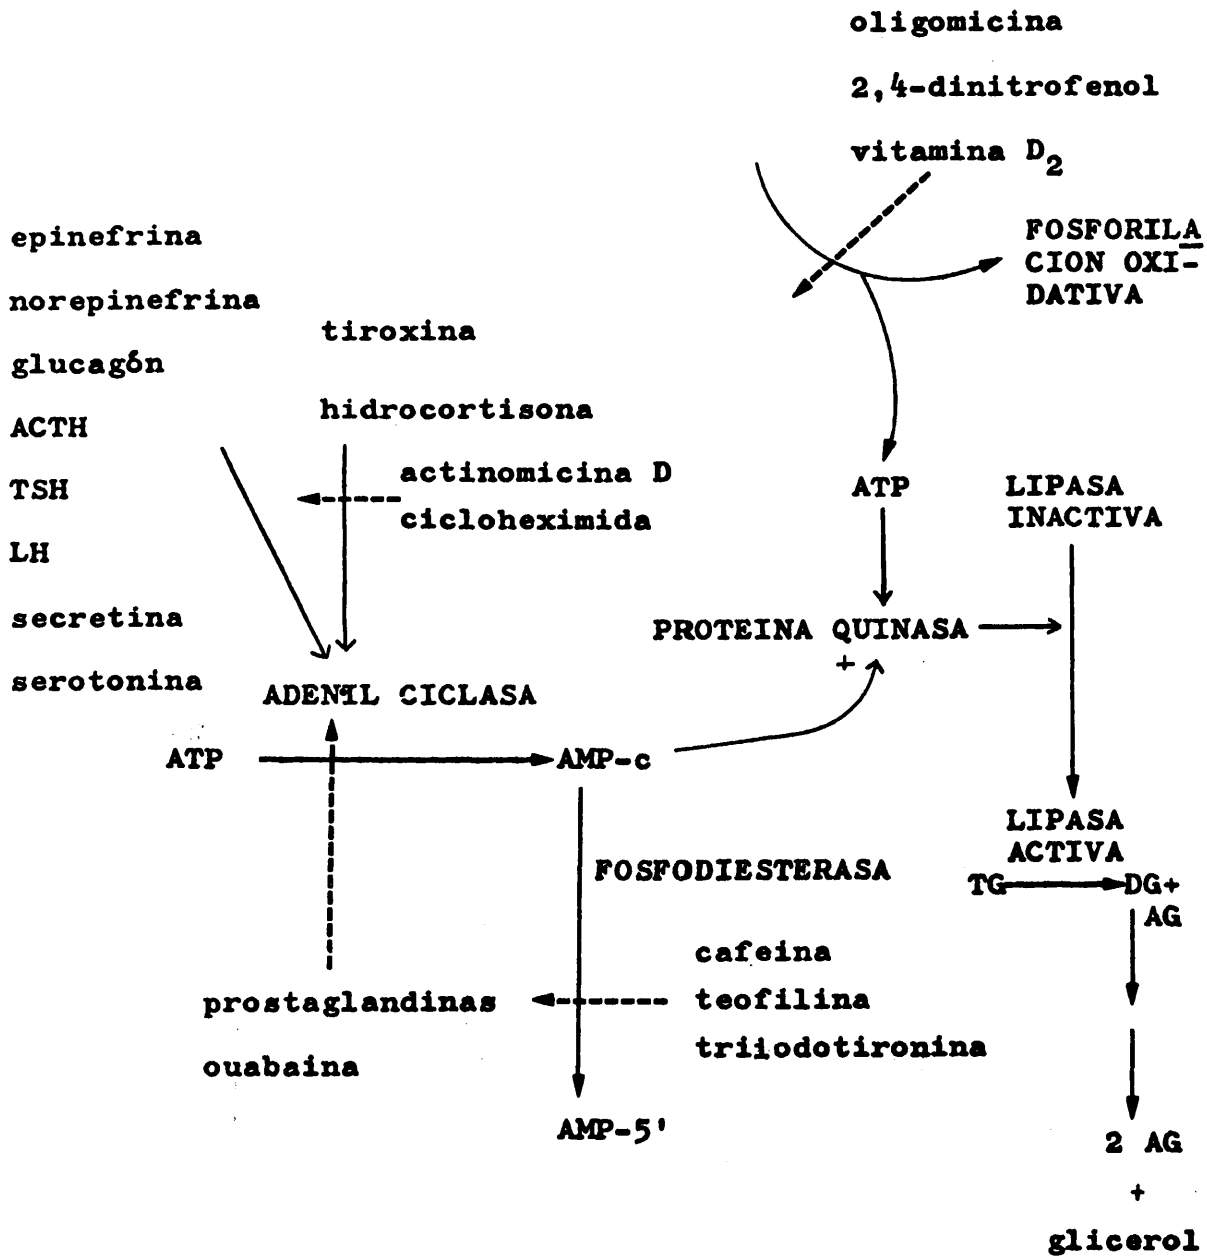 oligomicina
2,4-dinitrofenol
vitamina D2
FOSFORILA
CION OXI-
DATIVA
epinefrina
norepinefrina
glucagón
ACTH
TSH
LH
secretina
serotonina
tiroxina
hidrocortisona
actinomicina D
cicloheximida
ATP
LIPASA
INACTIVA
PROTEINA QUINASA
+
ADENIL CICLASA
ATP
AMP-c
FOSFODIESTERASA
LIPASA
ACTIVA
TG
DG+
AG
cafeina
teofilina
triiodotironina
prostaglandinas
ouabaina
AMP-5'
2 AG
+
glicerol